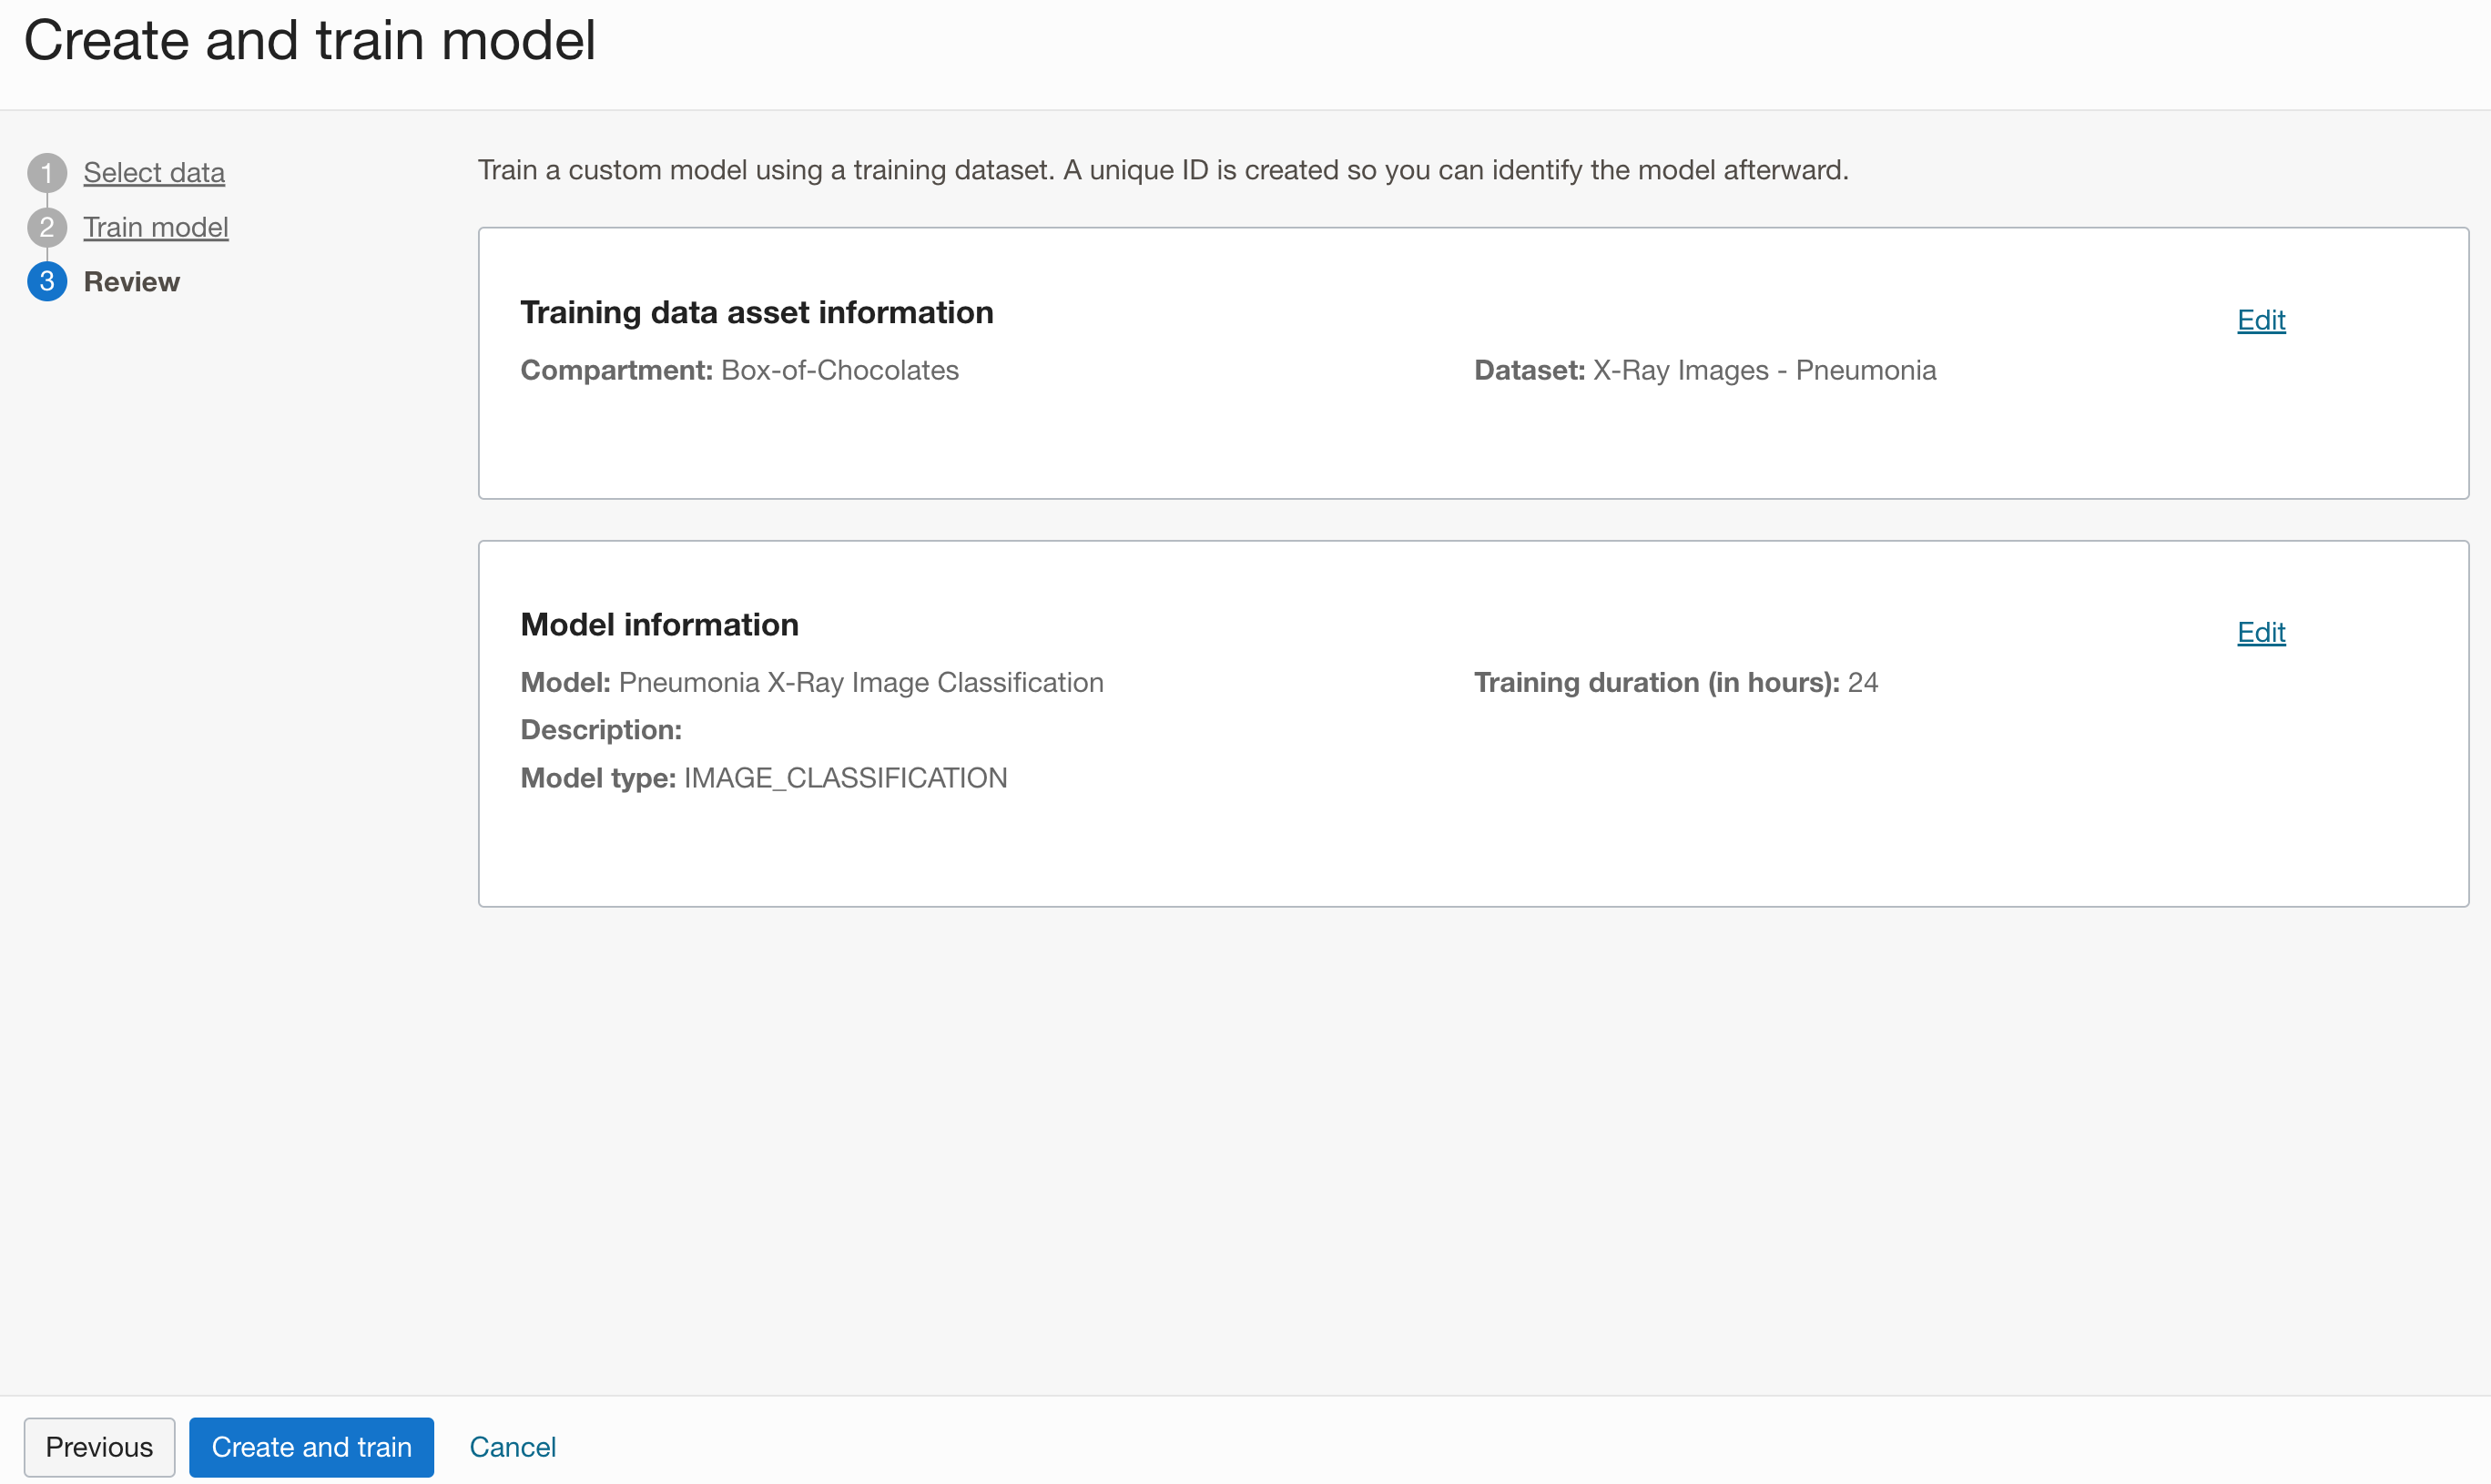 Create and train model
1 Select data
2 Train model
3 Review
Train a custom model using a training dataset. A unique ID is created so you can identify the model afterward.
Training data asset information
Edit
Compartment: Box-of-Chocolates
Dataset: X-Ray Images - Pneumonia
Model information
Edit
Model: Pneumonia X-Ray Image Classification
Training duration (in hours): 24
Description:
Model type: IMAGE_CLASSIFICATION
Previous
Create and train
Cancel